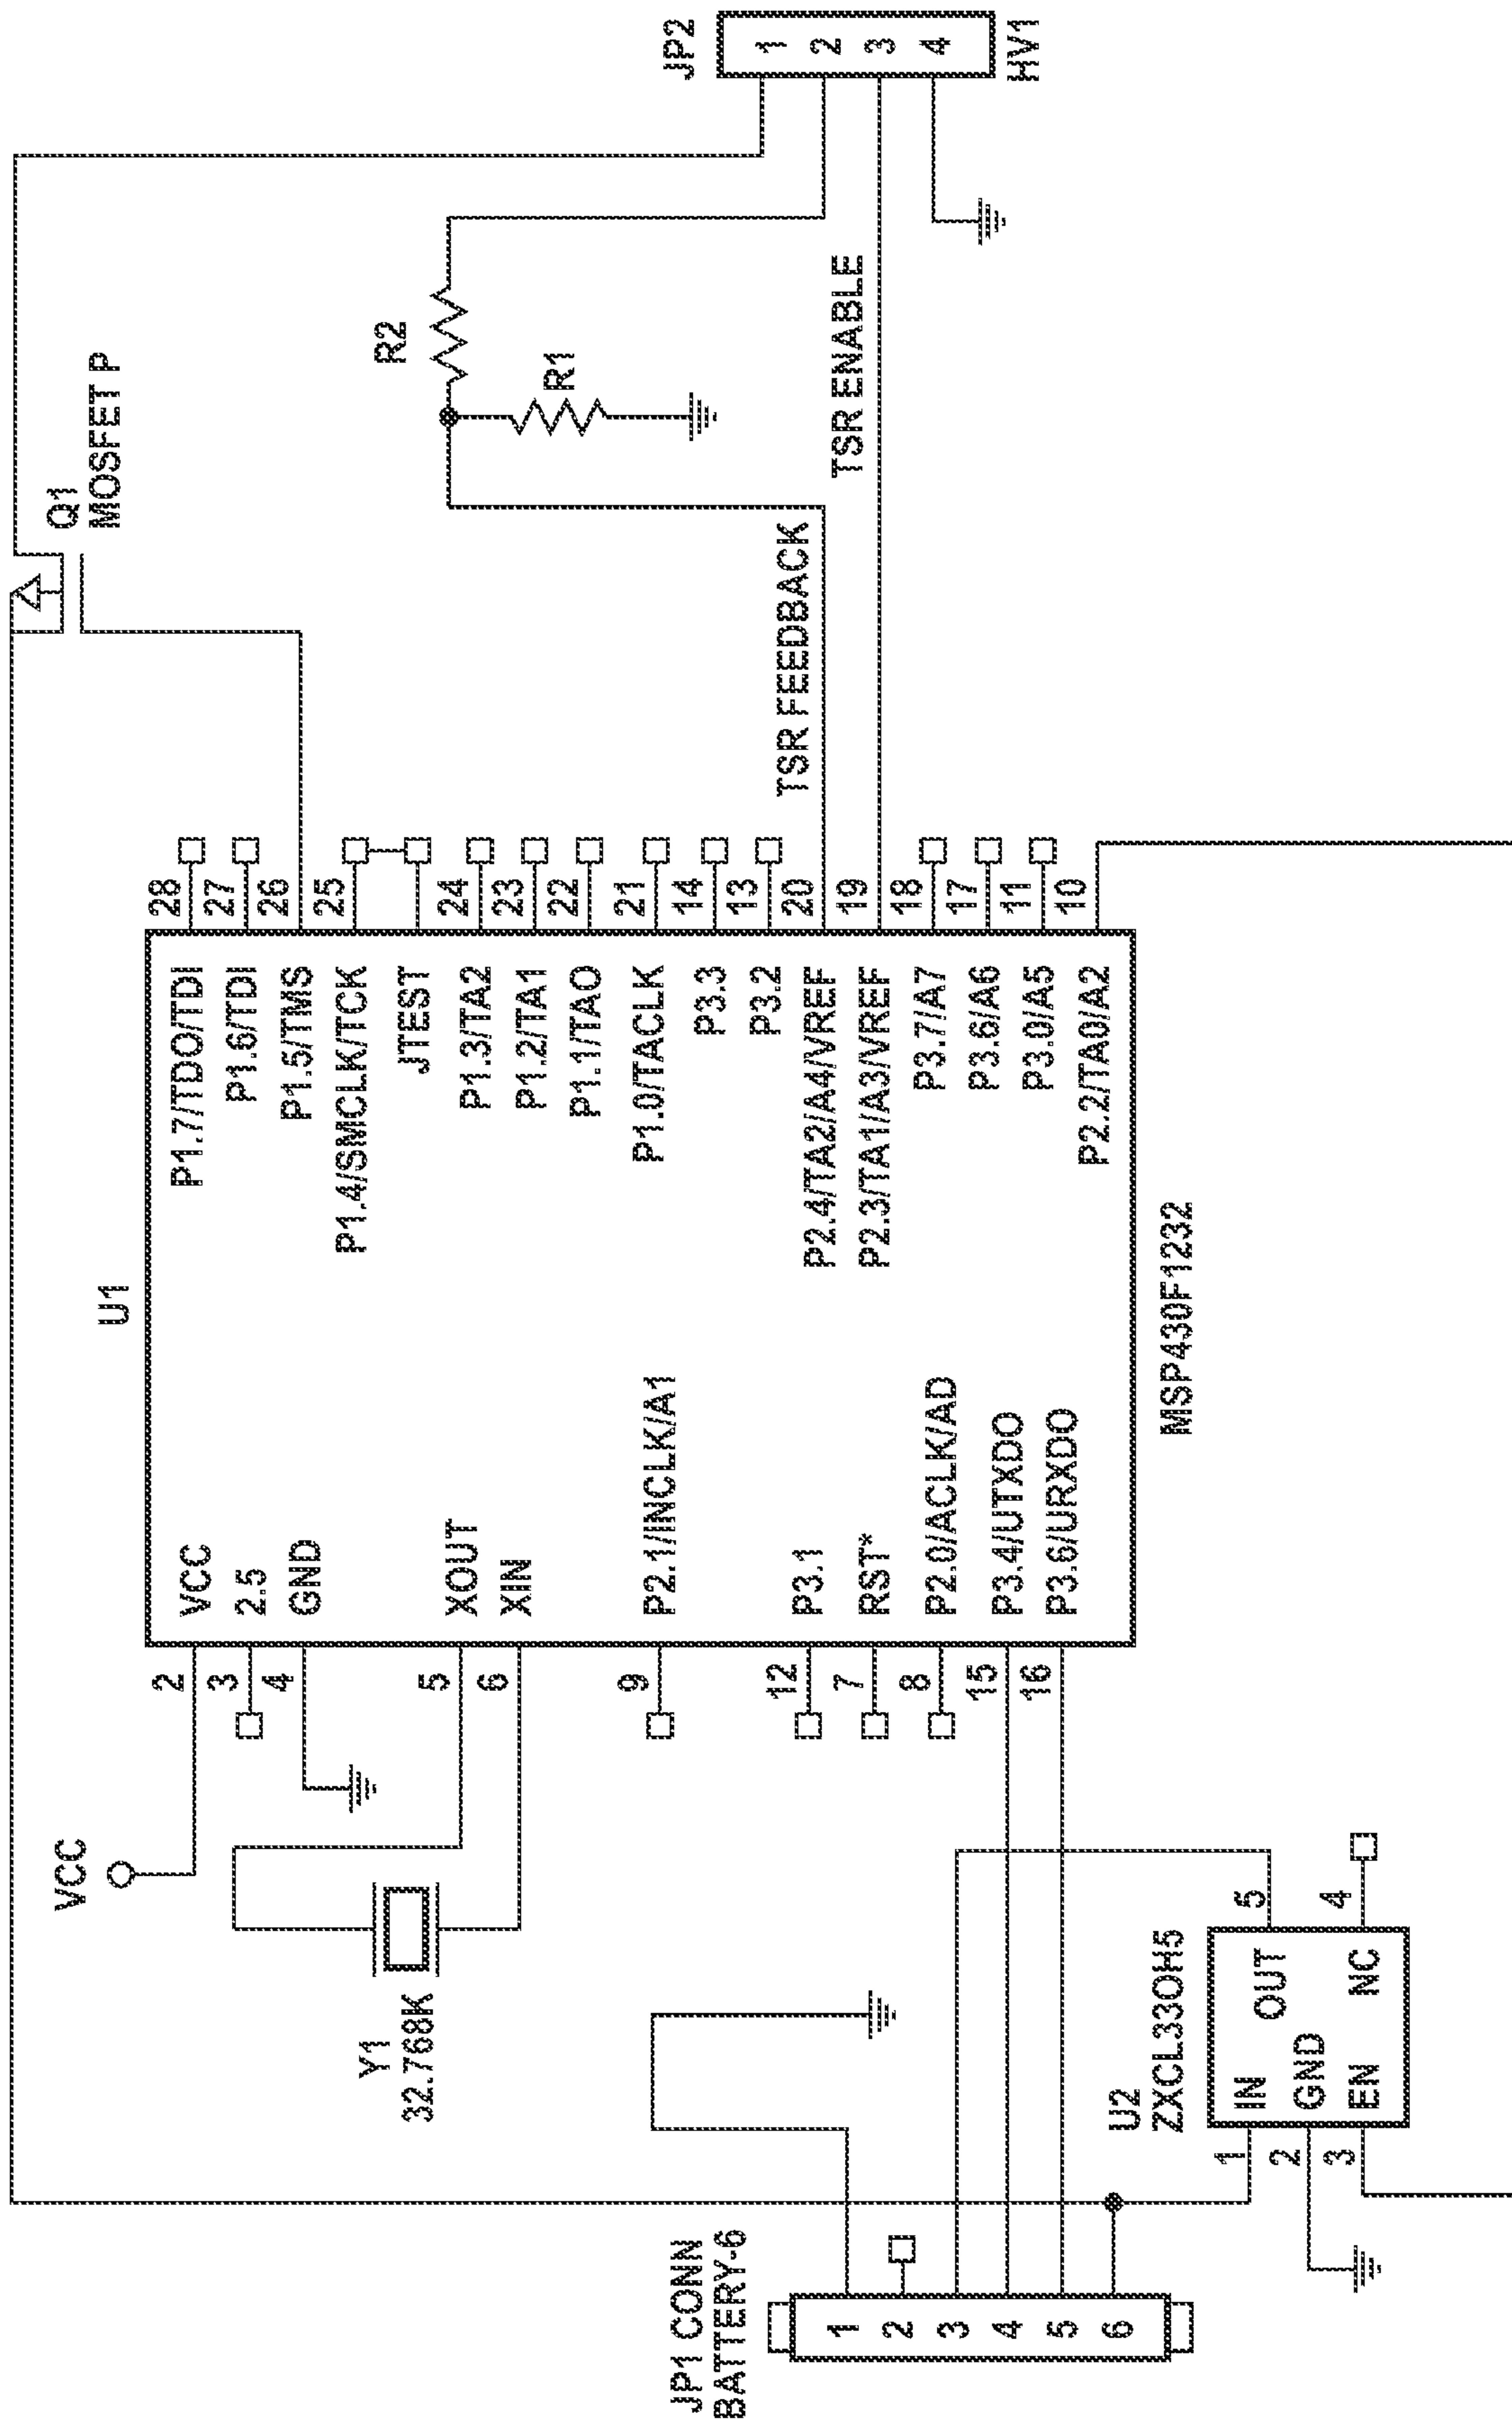 Q1
MOSFET P
JP2
1
2
3
4
HV1
R2
R1
TSR FEEDBACK
TSR ENABLE
U1
VCC
2 VCC
3 2.5
4 GND
5 XOUT
6 XIN
9 P2.1/INCLK/A1
12 P3.1
7 RST*
8 P2.0/ACLK/AD
15 P3.4/UTXDO
16 P3.6/URXDO
P1.7/TDO/TDI 28
P1.6/TDI 27
P1.5/TMS 26
P1.4/SMCLK/TCK 25
JTEST
P1.3/TA2 24
P1.2/TA1 23
P1.1/TAO 22
P1.0/TACLK 21
P3.3 14
P3.2 13
P2.4/TA2/A4/VREF 20
P2.3/TA1/A3/VREF 19
P3.7/A7 18
P3.6/A6 17
P3.0/A5 11
P2.2/TA0/A2 10
MSP430F1232
Y1
32.768K
JP1 CONN
BATTERY-6
1
2
3
4
5
6
U2
ZXCL330H5
1 IN
2 GND
3 EN
OUT 5
NC 4